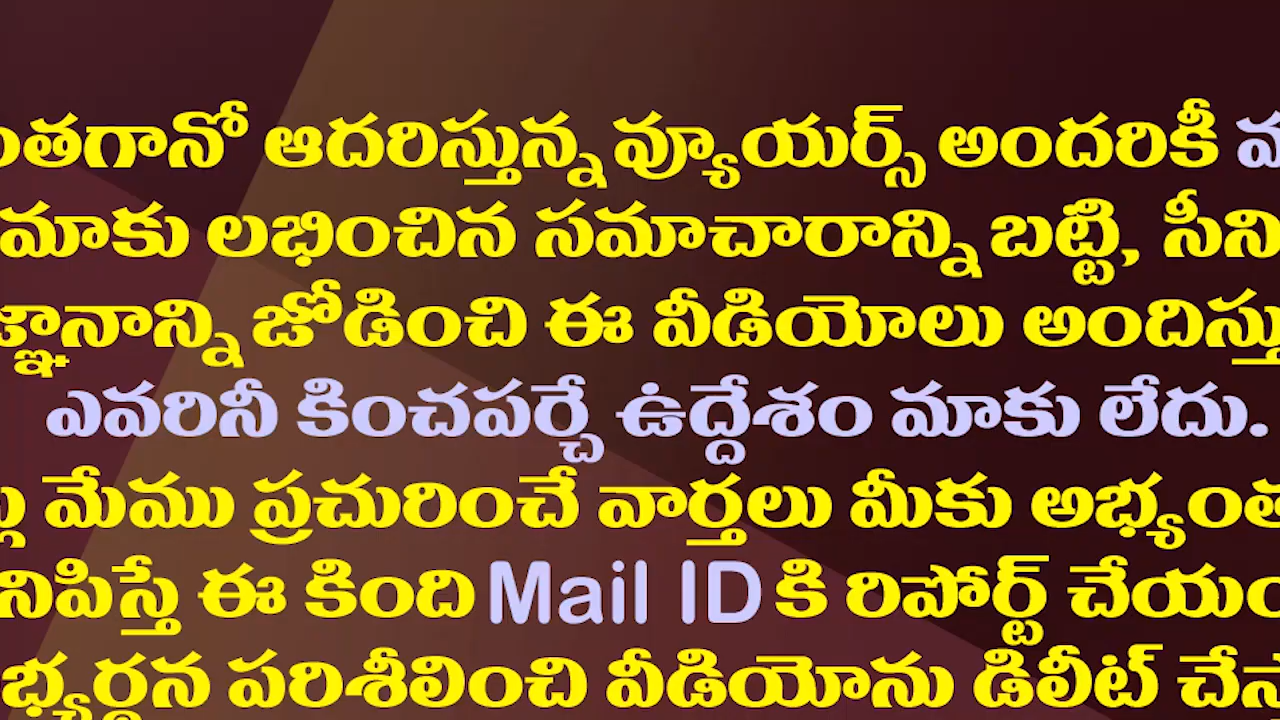 ంతగానో ఆదరిస్తున్న వ్యూయర్స్ అందరికీ
మాకు లభించిన సమాచారాన్ని బట్టి, సీని
జ్ఞానాన్ని జోడించి ఈ వీడియోలు అందిస్తు
ఎవరినీ కించపర్చే ఉద్దేశం మాకు లేదు.
మేము ప్రచురించే వార్తలు మీకు అభ్యంత
నిపిస్తే ఈ కింది Mail ID కి రిపోర్ట్ చేయం
భ్యర్థన పరిశీలించి వీడియోను డిలీట్ చేస